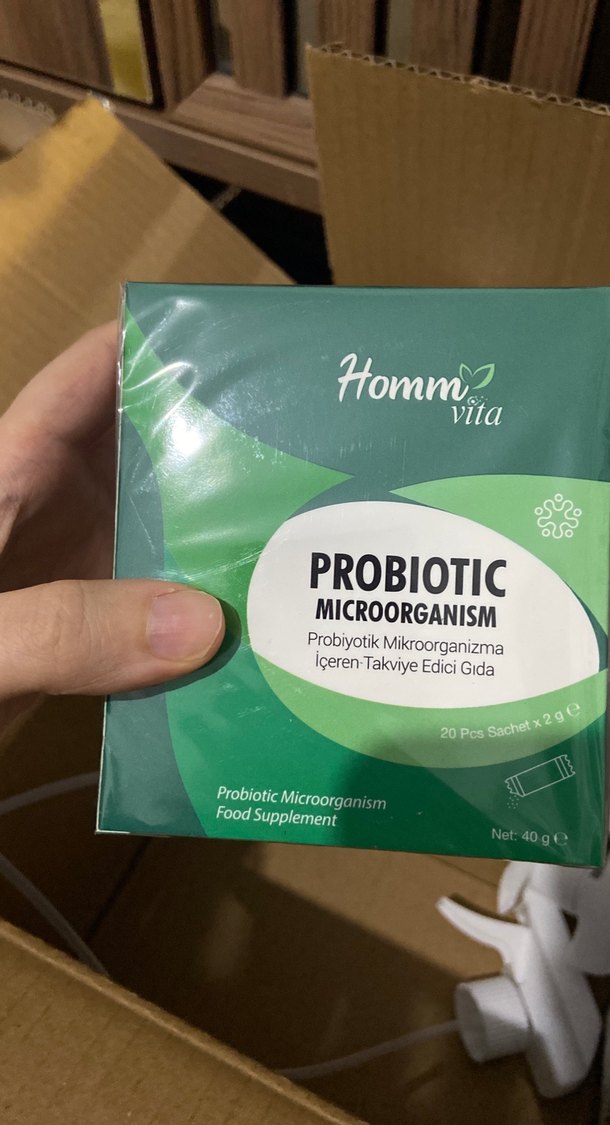 Homm
vita
PROBIOTIC
MICROORGANISM
Probiyotik Mikroorganizma
İçeren Takviye Edici Gıda
20 Pcs Sachet x 2 g ℮
Probiotic Microorganism
Food Supplement
Net: 40 g ℮